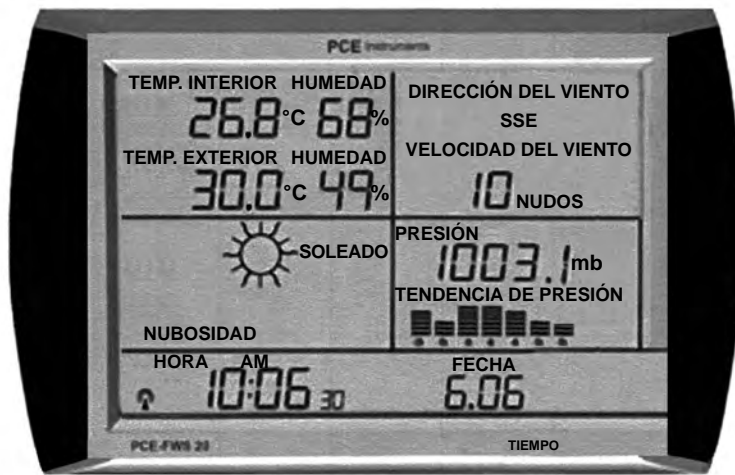 PCE Instruments
TEMP. INTERIOR HUMEDAD
26.8°C 68%
TEMP. EXTERIOR HUMEDAD
30.0°C 49%
DIRECCIÓN DEL VIENTO
SSE
VELOCIDAD DEL VIENTO
10 NUDOS
SOLEADO
NUBOSIDAD
PRESIÓN
1003.1mb
TENDENCIA DE PRESIÓN
HORA AM
10:06 30
FECHA
6.06
PCE-FWS 20
TIEMPO